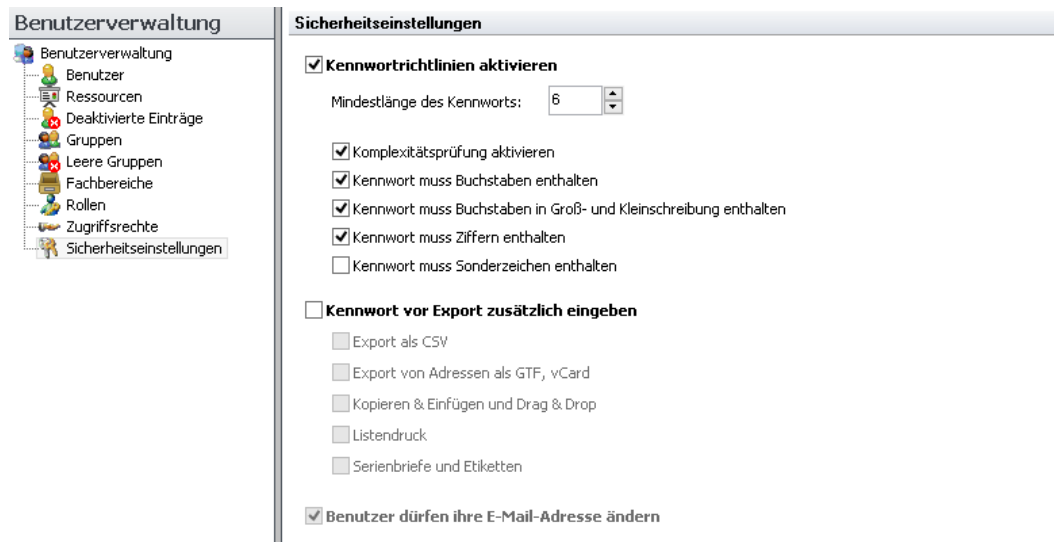 Benutzerverwaltung
Benutzerverwaltung
Benutzer
Ressourcen
Deaktivierte Einträge
Gruppen
Leere Gruppen
Fachbereiche
Rollen
Zugriffsrechte
Sicherheitseinstellungen
Sicherheitseinstellungen
Kennwortrichtlinien aktivieren
Mindestlänge des Kennworts: 6
Komplexitätsprüfung aktivieren
Kennwort muss Buchstaben enthalten
Kennwort muss Buchstaben in Groß- und Kleinschreibung enthalten
Kennwort muss Ziffern enthalten
Kennwort muss Sonderzeichen enthalten
Kennwort vor Export zusätzlich eingeben
Export als CSV
Export von Adressen als GTF, vCard
Kopieren & Einfügen und Drag & Drop
Listendruck
Serienbriefe und Etiketten
Benutzer dürfen ihre E-Mail-Adresse ändern